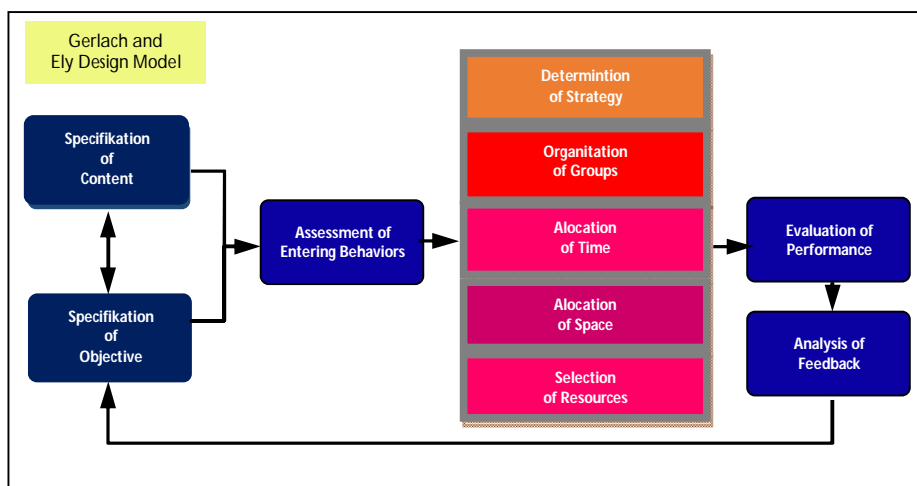 Gerlach and
Ely Design Model
Specifikation
of
Content
Specifikation
of
Objective
Assessment of
Entering Behaviors
Determintion
of Strategy
Organitation
of Groups
Alocation
of Time
Alocation
of Space
Selection
of Resources
Evaluation of
Performance
Analysis of
Feedback